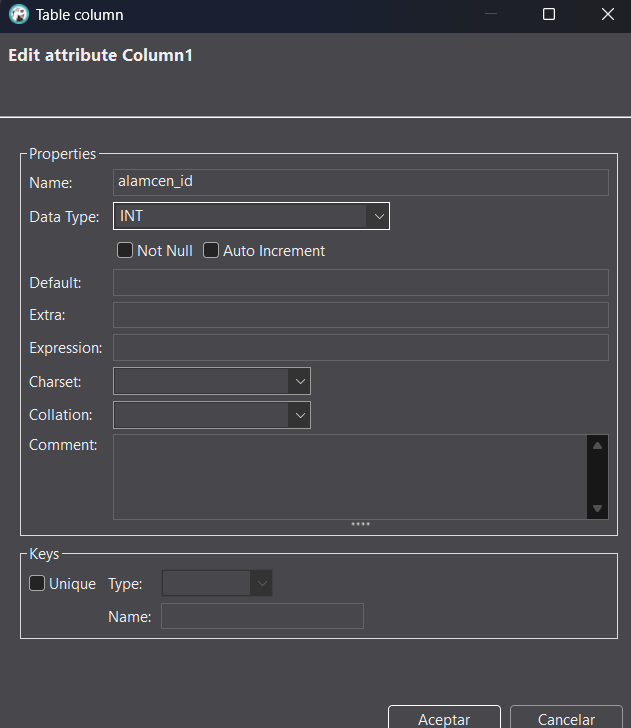 Table column
Edit attribute Column1
Properties
Name: alamcen_id
Data Type: INT
Not Null Auto Increment
Default:
Extra:
Expression:
Charset:
Collation:
Comment:
Keys
Unique Type:
Name:
Aceptar Cancelar